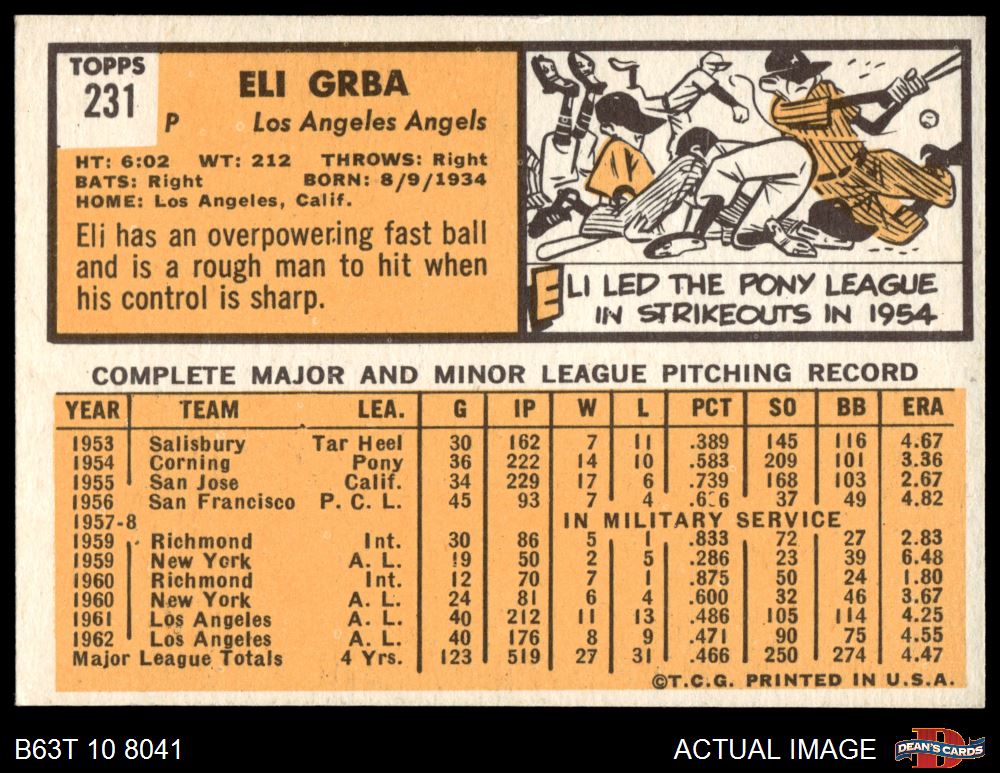 TOPPS
231
ELI GRBA
P Los Angeles Angels
HT: 6:02 WT: 212 THROWS: Right
BATS: Right BORN: 8/9/1934
HOME: Los Angeles, Calif.
Eli has an overpowering fast ball
and is a rough man to hit when
his control is sharp.
ELI LED THE PONY LEAGUE
IN STRIKEOUTS IN 1954
COMPLETE MAJOR AND MINOR LEAGUE PITCHING RECORD
YEAR TEAM LEA. G IP W L PCT SO BB ERA
1953 Salisbury Tar Heel 30 162 7 11 .389 145 116 4.67
1954 Corning Pony 36 222 14 10 .583 209 101 3.36
1955 San Jose Calif. 34 229 17 6 .739 168 103 2.67
1956 San Francisco P. C. L. 45 93 7 4 .636 37 49 4.82
1957-8 IN MILITARY SERVICE
1959 Richmond Int. 30 86 5 1 .833 72 27 2.83
1959 New York A. L. 19 50 2 5 .286 23 39 6.48
1960 Richmond Int. 12 70 7 1 .875 50 24 1.80
1960 New York A. L. 24 81 6 4 .600 32 46 3.67
1961 Los Angeles A. L. 40 212 11 13 .486 105 114 4.25
1962 Los Angeles A. L. 40 176 8 9 .471 90 75 4.55
Major League Totals 4 Yrs. 123 519 27 31 .466 250 274 4.47
©T.C.G. PRINTED IN U.S.A.
B63T 10 8041 ACTUAL IMAGE DEAN'S CARDS